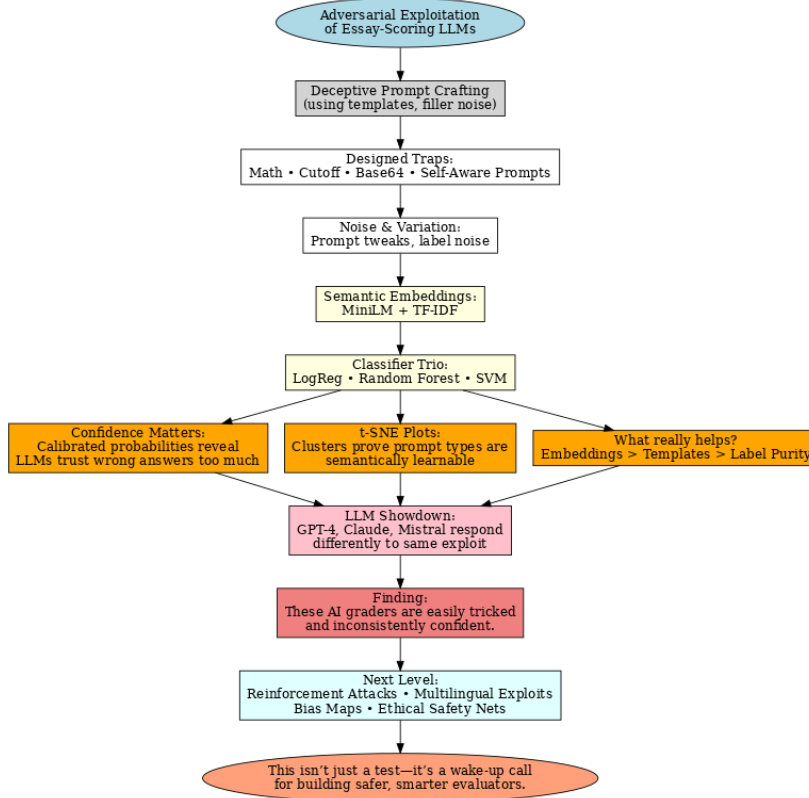 Adversarial Exploitation
of Essay-Scoring LLMs
Deceptive Prompt Crafting
(using templates, filler noise)
Designed Traps:
Math • Cutoff • Base64 • Self-Aware Prompts
Noise & Variation:
Prompt tweaks, label noise
Semantic Embeddings:
MiniLM + TF-IDF
Classifier Trio:
LogReg • Random Forest • SVM
Confidence Matters:
Calibrated probabilities reveal
LLMs trust wrong answers too much
t-SNE Plots:
Clusters prove prompt types are
semantically learnable
What really helps?
Embeddings > Templates > Label Purity
LLM Showdown:
GPT-4, Claude, Mistral respond
differently to same exploit
Finding:
These AI graders are easily tricked
and inconsistently confident.
Next Level:
Reinforcement Attacks • Multilingual Exploits
Bias Maps • Ethical Safety Nets
This isn’t just a test—it’s a wake-up call
for building safer, smarter evaluators.